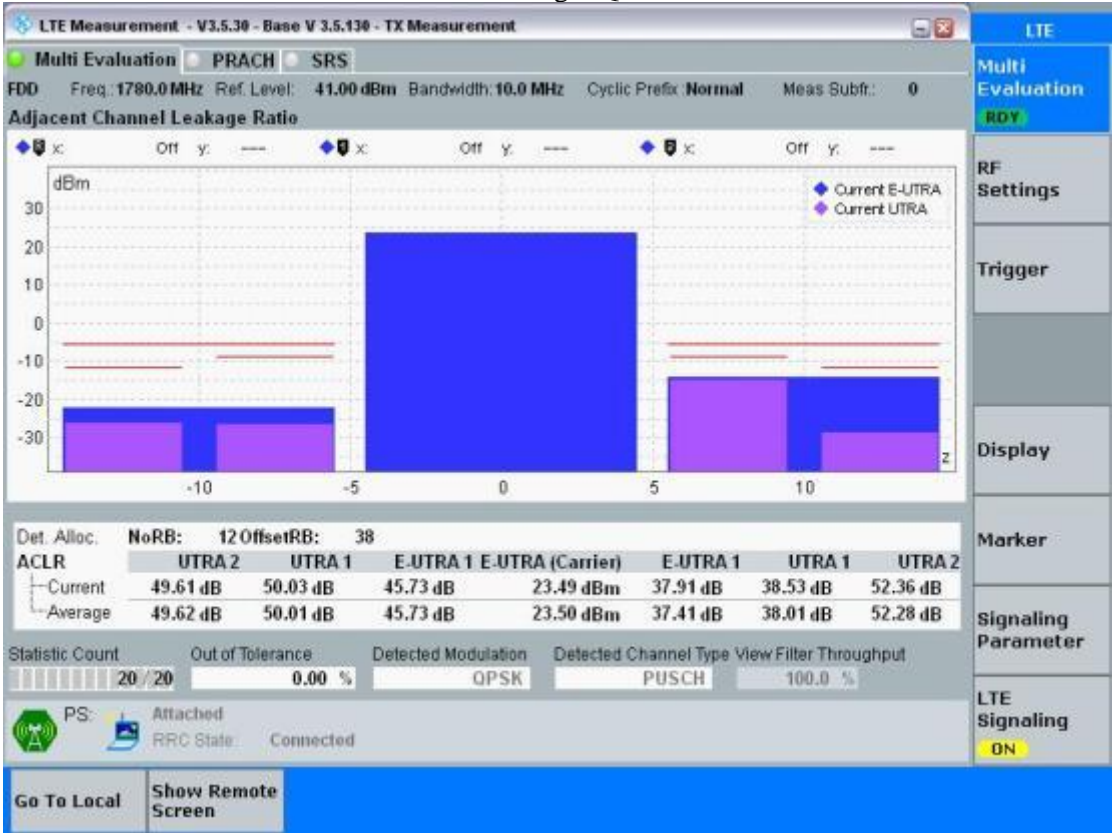 LTE Measurement - V3.5.30 - Base V 3.5.130 - TX Measurement
Multi Evaluation PRACH SRS
FDD Freq.: 1780.0 MHz Ref. Level: 41.00 dBm Bandwidth: 10.0 MHz Cyclic Prefix: Normal Meas Subfr.: 0
Adjacent Channel Leakage Ratio
x: Off y: --- x: Off y: --- x: Off y: ---
dBm
Current E-UTRA
Current UTRA
30
20
10
0
-10
-20
-30
z
-10 -5 0 5 10
Det. Alloc. NoRB: 12 OffsetRB: 38
ACLR UTRA 2 UTRA 1 E-UTRA 1 E-UTRA (Carrier) E-UTRA 1 UTRA 1 UTRA 2
Current 49.61 dB 50.03 dB 45.73 dB 23.49 dBm 37.91 dB 38.53 dB 52.36 dB
Average 49.62 dB 50.01 dB 45.73 dB 23.50 dBm 37.41 dB 38.01 dB 52.28 dB
Statistic Count Out of Tolerance Detected Modulation Detected Channel Type View Filter Throughput
20 / 20 0.00 % QPSK PUSCH 100.0 %
PS: Attached
RRC State: Connected
Go To Local
Show Remote
Screen
LTE
Multi
Evaluation
RDY
RF
Settings
Trigger
Display
Marker
Signaling
Parameter
LTE
Signaling
ON